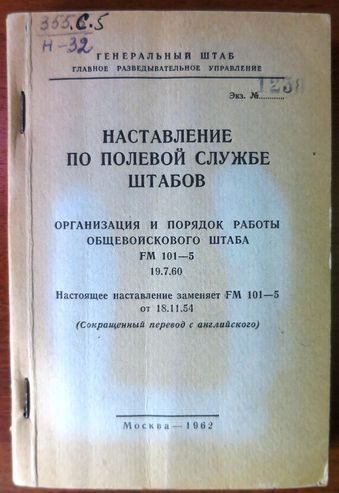 355.С.5
Н-32
ГЕНЕРАЛЬНЫЙ ШТАБ
ГЛАВНОЕ РАЗВЕДЫВАТЕЛЬНОЕ УПРАВЛЕНИЕ
Экз. №........... 1238
НАСТАВЛЕНИЕ
ПО ПОЛЕВОЙ СЛУЖБЕ
ШТАБОВ
ОРГАНИЗАЦИЯ И ПОРЯДОК РАБОТЫ
ОБЩЕВОЙСКОВОГО ШТАБА
FM 101—5
19.7.60
Настоящее наставление заменяет FM 101—5
от 18.11.54
(Сокращенный перевод с английского)
Москва—1962